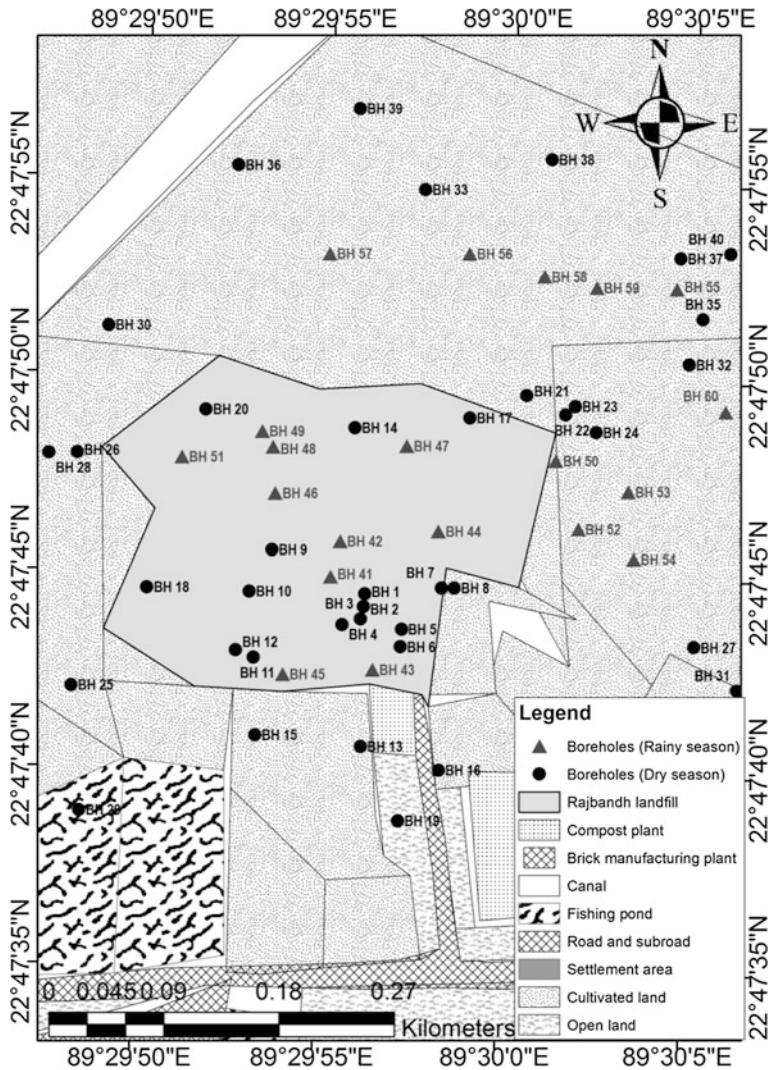 89°29'50"E 89°29'55"E 89°30'0"E 89°30'5"E
N
W E
S
BH 39
BH 36
BH 38
BH 33
22°47'55"N
22°47'55"N
BH 57
BH 56
BH 40
BH 37
BH 58
BH 59
BH 55
BH 35
BH 30
22°47'50"N
22°47'50"N
BH 32
BH 21
BH 60
BH 20
BH 23
BH 17
BH 22
BH 14
BH 49
BH 24
BH 48
BH 47
BH 26
BH 28
BH 51
BH 50
BH 46
BH 53
BH 44
BH 52
BH 42
BH 9
BH 54
22°47'45"N
22°47'45"N
BH 41
BH 7
BH 8
BH 18
BH 10
BH 1
BH 3
BH 2
BH 4
BH 5
BH 12
BH 6
BH 27
BH 11
BH 45
BH 43
BH 25
BH 31
BH 15
BH 13
22°47'40"N
22°47'40"N
BH 16
BH 19
22°47'35"N
22°47'35"N
Legend
Boreholes (Rainy season)
Boreholes (Dry season)
Rajbandh landfill
Compost plant
Brick manufacturing plant
Canal
Fishing pond
Road and subroad
Settlement area
Cultivated land
Open land
0 0.045 0.09 0.18 0.27
Kilometers
89°29'50"E 89°29'55"E 89°30'0"E 89°30'5"E